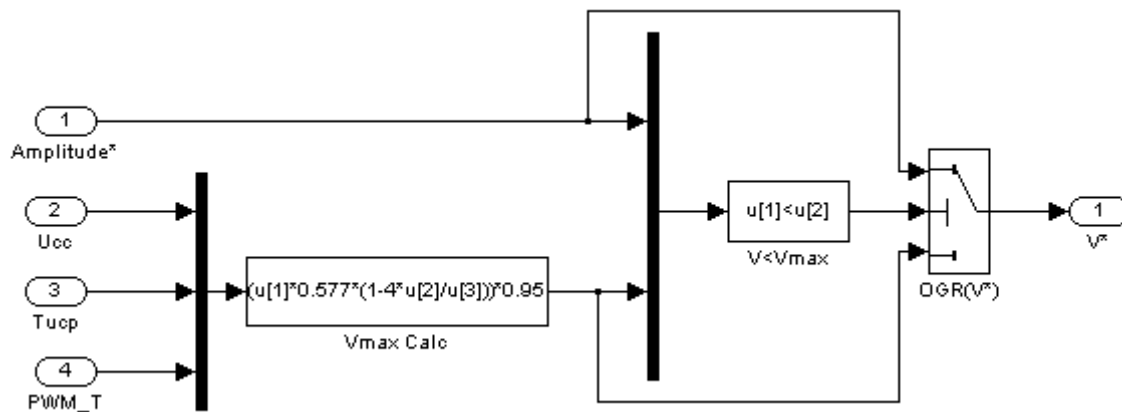 1
Amplitude*
2
Ucc
3
Tucp
4
PWM_T
(u[1]*0.577*(1-4*u[2]/u[3]))*0.95
Vmax Calc
u[1]<u[2]
V<Vmax
OGR(V*)
1
V*